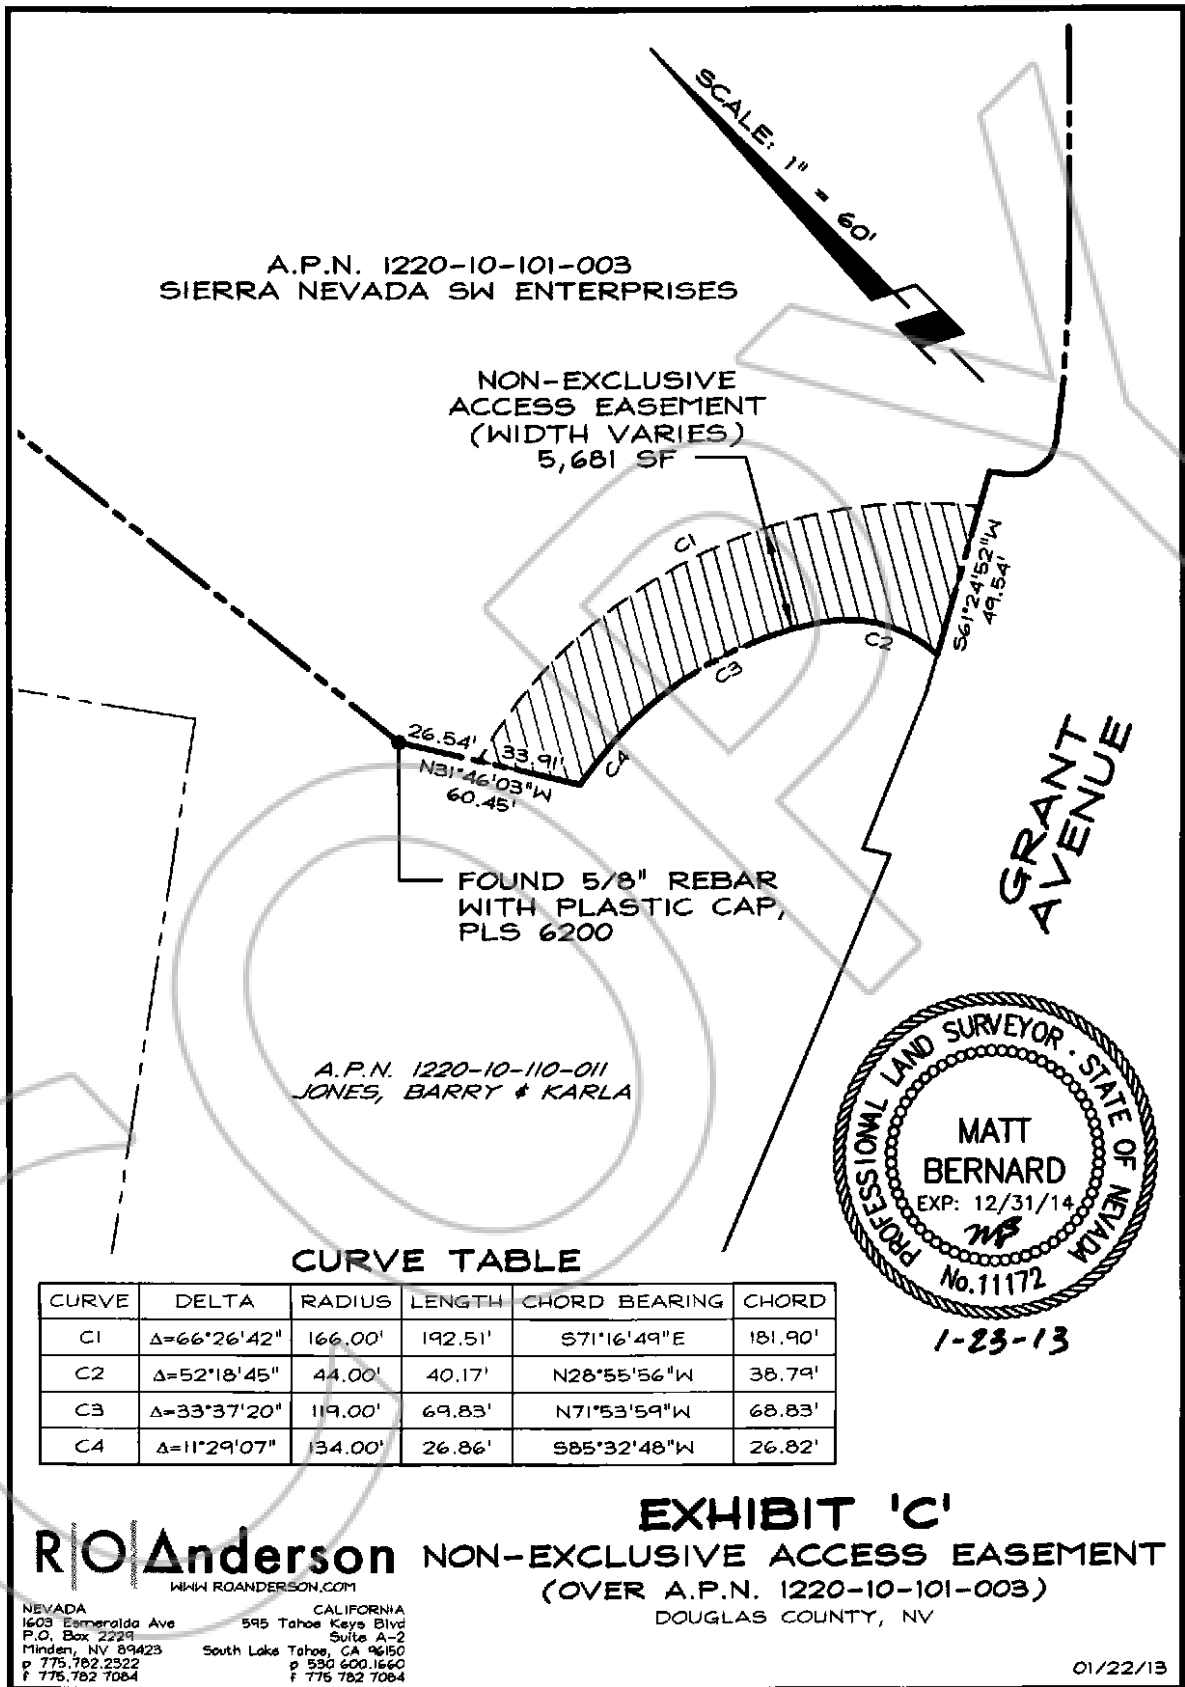 SCALE: 1" = 60'
A.P.N. 1220-10-101-003
SIERRA NEVADA SW ENTERPRISES
NON-EXCLUSIVE
ACCESS EASEMENT
(WIDTH VARIES)
5,681 SF
C1
S61°24'52"W
49.54'
C2
C3
C4
26.54'
33.91'
N31°46'03"W
60.45'
GRANT
AVENUE
FOUND 5/8" REBAR
WITH PLASTIC CAP,
PLS 6200
A.P.N. 1220-10-110-011
JONES, BARRY & KARLA
PROFESSIONAL LAND SURVEYOR · STATE OF NEVADA
MATT
BERNARD
EXP: 12/31/14
MB
No.11172
1-23-13
COPY
CURVE TABLE
CURVE DELTA RADIUS LENGTH CHORD BEARING CHORD
C1 Δ=66°26'42" 166.00' 192.51' S71°16'49"E 181.90'
C2 Δ=52°18'45" 44.00' 40.17' N28°55'56"W 38.79'
C3 Δ=33°37'20" 119.00' 69.83' N71°53'59"W 68.83'
C4 Δ=11°29'07" 134.00' 26.86' S85°32'48"W 26.82'
EXHIBIT 'C'
NON-EXCLUSIVE ACCESS EASEMENT
(OVER A.P.N. 1220-10-101-003)
DOUGLAS COUNTY, NV
R|O|Anderson
WWW ROANDERSON.COM
NEVADA
1603 Esmeralda Ave
P.O. Box 2229
Minden, NV 89423
p 775.782.2322
f 775.782 7084
CALIFORNIA
595 Tahoe Keys Blvd
Suite A-2
South Lake Tahoe, CA 96150
p 530 600.1660
f 775 782 7084
01/22/13